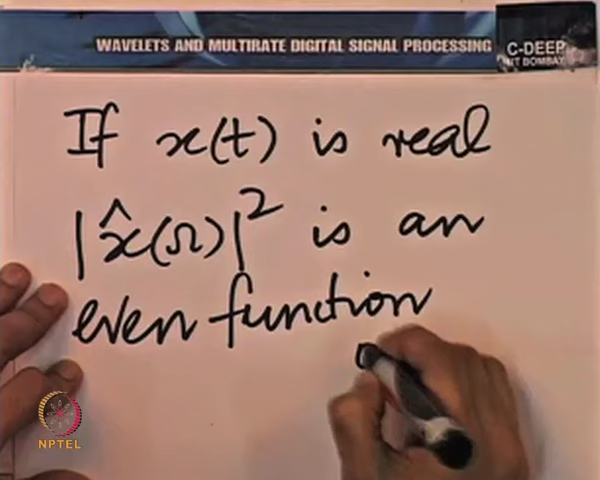 WAVELETS AND MULTIRATE DIGITAL SIGNAL PROCESSING
C-DEEP
IIT BOMBAY
If x(t) is real
|x̂(Ω)|² is an
even function
NPTEL